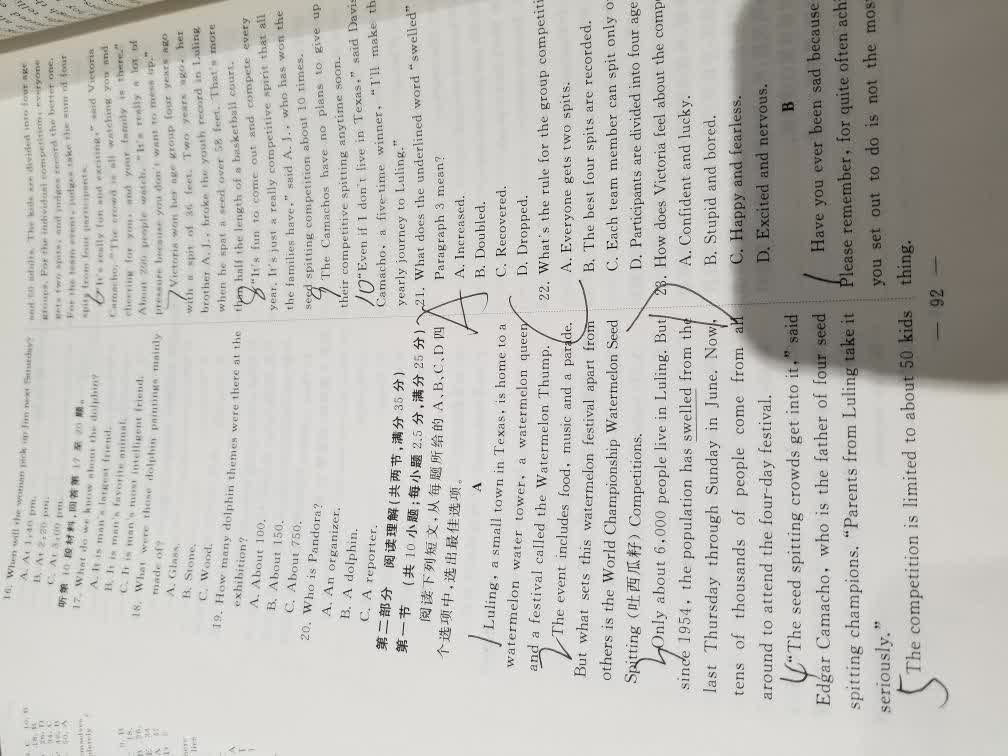 16. When will the woman pick up Jim next Saturday?
A. At 1:40 pm.
B. At 2:20 pm.
C. At 3:00 pm.
听第 10 段材料,回答第 17 至 20 题。
17. What do we know about the dolphin?
A. It is man's largest friend.
B. It is man's favorite animal.
C. It is man's most intelligent friend.
18. What were those dolphin paintings mainly
made of?
A. Glass.
B. Stone.
C. Wood.
19. How many dolphin themes were there at the
exhibition?
A. About 100.
B. About 150.
C. About 750.
20. Who is Pandora?
A. An organizer.
B. A dolphin.
C. A reporter.
第二部分 阅读理解(共两节,满分 35 分)
第一节 (共 10 小题;每小题 2.5 分,满分 25 分)
阅读下列短文,从每题所给的 A、B、C、D 四
个选项中,选出最佳选项。
A
1 Luling, a small town in Texas, is home to a
watermelon water tower, a watermelon queen
and a festival called the Watermelon Thump.
2 The event includes food, music and a parade.
But what sets this watermelon festival apart from
others is the World Championship Watermelon Seed
Spitting (吐西瓜籽) Competitions.
Only about 6,000 people live in Luling. But
since 1954, the population has swelled from the
last Thursday through Sunday in June. Now,
tens of thousands of people come from all
around to attend the four-day festival.
4 "The seed spitting crowds get into it," said
Edgar Camacho, who is the father of four seed
spitting champions. "Parents from Luling take it
seriously."
5 The competition is limited to about 50 kids
and 50 adults. The kids are divided into four age
groups. For the individual competition, everyone
gets two spits, and judges record the better one.
For the team event, judges take the sum of four
spits from four participants.
6 "It's really fun and exciting," said Victoria
Camacho. "The crowd is all watching you and
cheering for you, and your family is there."
About 200 people watch. "It's really a lot of
pressure because you don't want to mess up."
7 Victoria won her age group four years ago
with a spit of 36 feet. Two years ago, her
brother A.J., broke the youth record in Luling
when he spat a seed over 58 feet. That's more
than half the length of a basketball court.
8 "It's fun to come out and compete every
year. It's just a really competitive spirit that all
the families have," said A.J., who has won the
seed spitting competition about 10 times.
9 The Camachos have no plans to give up
their competitive spitting anytime soon.
10 "Even if I don't live in Texas," said Davis
Camacho, a five-time winner, "I'll make th
yearly journey to Luling."
21. What does the underlined word "swelled"
Paragraph 3 mean?
A. Increased.
B. Doubled.
C. Recovered.
D. Dropped.
22. What's the rule for the group competiti
A. Everyone gets two spits.
B. The best four spits are recorded.
C. Each team member can spit only o
D. Participants are divided into four age
23. How does Victoria feel about the comp
A. Confident and lucky.
B. Stupid and bored.
C. Happy and fearless.
D. Excited and nervous.
B
1 Have you ever been sad because
Please remember, for quite often achi
you set out to do is not the mos
thing.
— 92 —